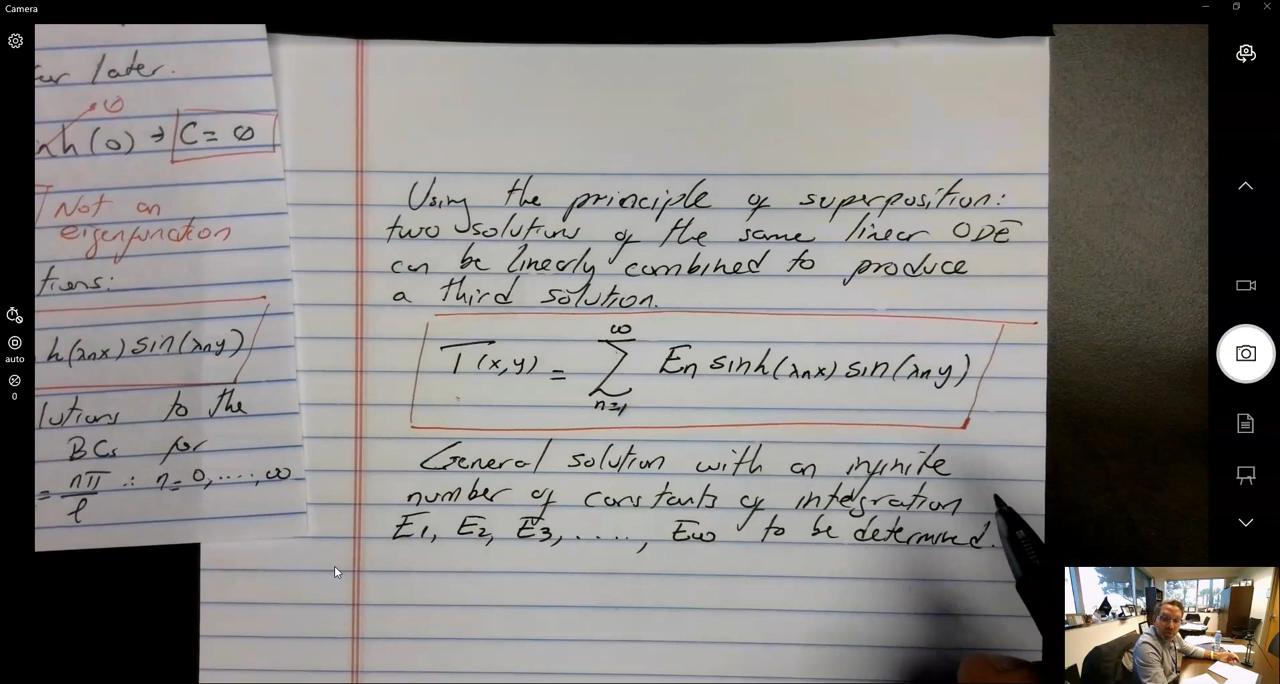 Camera
ur later.
0
nh(0) → C = 0
Not an
eigenfunction
tions:
h(λnx) sin(λny)
lutions to the
BCs for
= nπ/l ∴ n=0,....,∞
Using the principle of superposition:
two solutions of the same linear ODE
can be linerly combined to produce
a third solution.
T(x,y) = ∞ Σ n=1 En sinh(λnx) sin(λny)
General solution with an infinite
number of constants of integration
E1, E2, E3, ....., E∞ to be determined.
auto
0